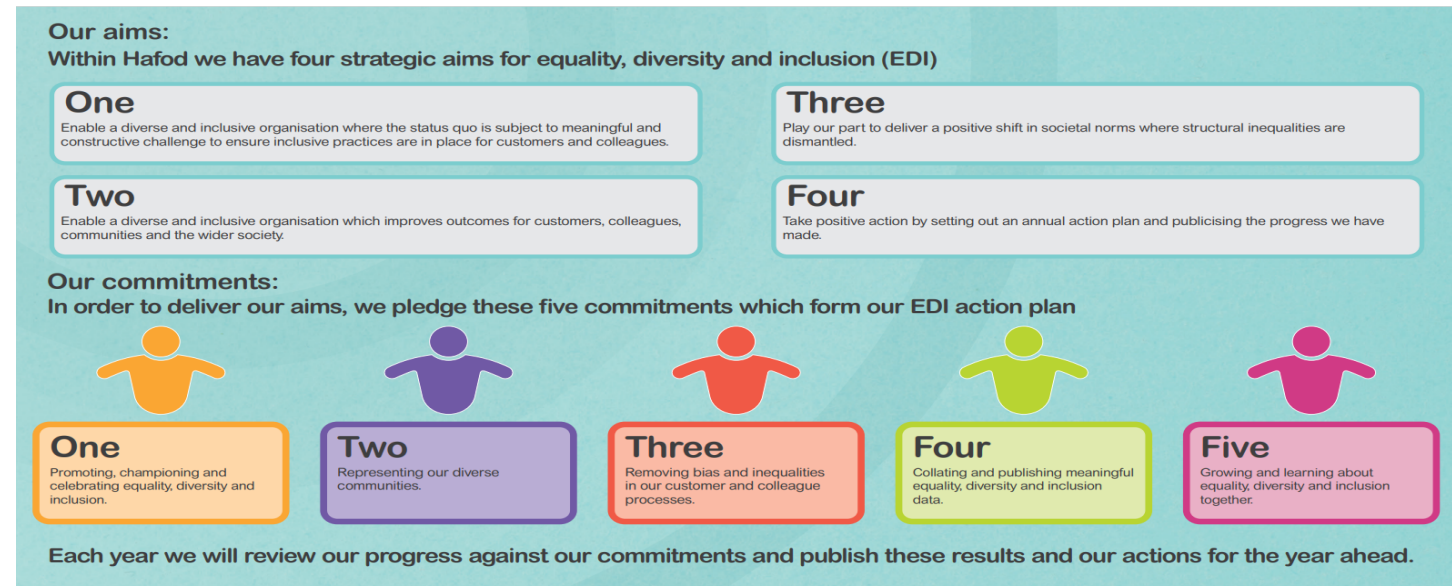 Our aims:
Within Hafod we have four strategic aims for equality, diversity and inclusion (EDI)
One
Enable a diverse and inclusive organisation where the status quo is subject to meaningful and
constructive challenge to ensure inclusive practices are in place for customers and colleagues.
Two
Enable a diverse and inclusive organisation which improves outcomes for customers, colleagues,
communities and the wider society.
Three
Play our part to deliver a positive shift in societal norms where structural inequalities are
dismantled.
Four
Take positive action by setting out an annual action plan and publicising the progress we have
made.
Our commitments:
In order to deliver our aims, we pledge these five commitments which form our EDI action plan
One
Promoting, championing and
celebrating equality, diversity and
inclusion.
Two
Representing our diverse
communities.
Three
Removing bias and inequalities
in our customer and colleague
processes.
Four
Collating and publishing meaningful
equality, diversity and inclusion
data.
Five
Growing and learning about
equality, diversity and inclusion
together.
Each year we will review our progress against our commitments and publish these results and our actions for the year ahead.